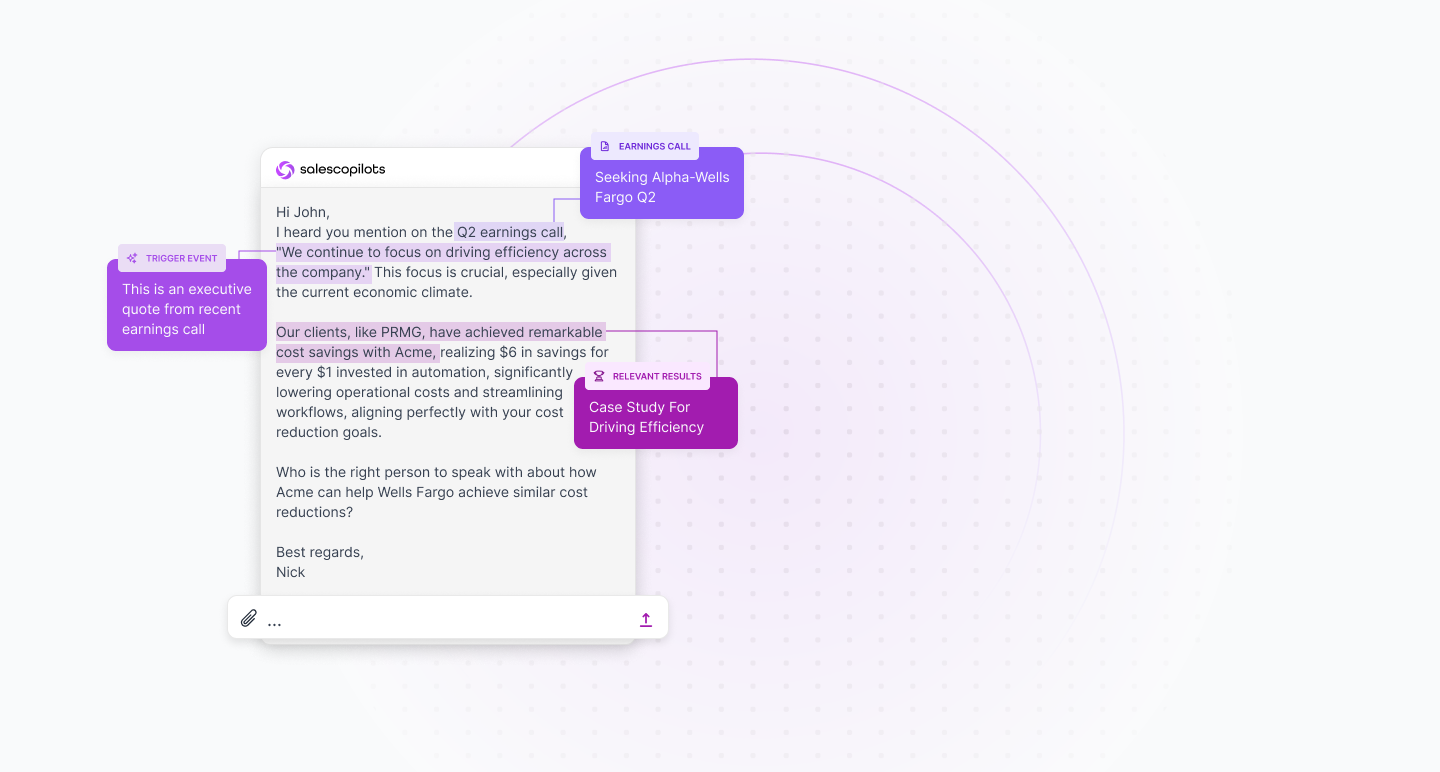 salescopilots
EARNINGS CALL
Seeking Alpha-Wells
Fargo Q2
Hi John,
I heard you mention on the Q2 earnings call,
"We continue to focus on driving efficiency across
the company." This focus is crucial, especially given
the current economic climate.
TRIGGER EVENT
This is an executive
quote from recent
earnings call
Our clients, like PRMG, have achieved remarkable
cost savings with Acme, realizing $6 in savings for
every $1 invested in automation, significantly
lowering operational costs and streamlining
workflows, aligning perfectly with your cost
reduction goals.
RELEVANT RESULTS
Case Study For
Driving Efficiency
Who is the right person to speak with about how
Acme can help Wells Fargo achieve similar cost
reductions?
Best regards,
Nick
...